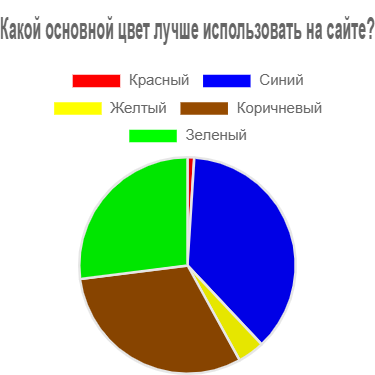 Какой основной цвет лучше использовать на сайте?
Красный Синий
Желтый Коричневый
Зеленый